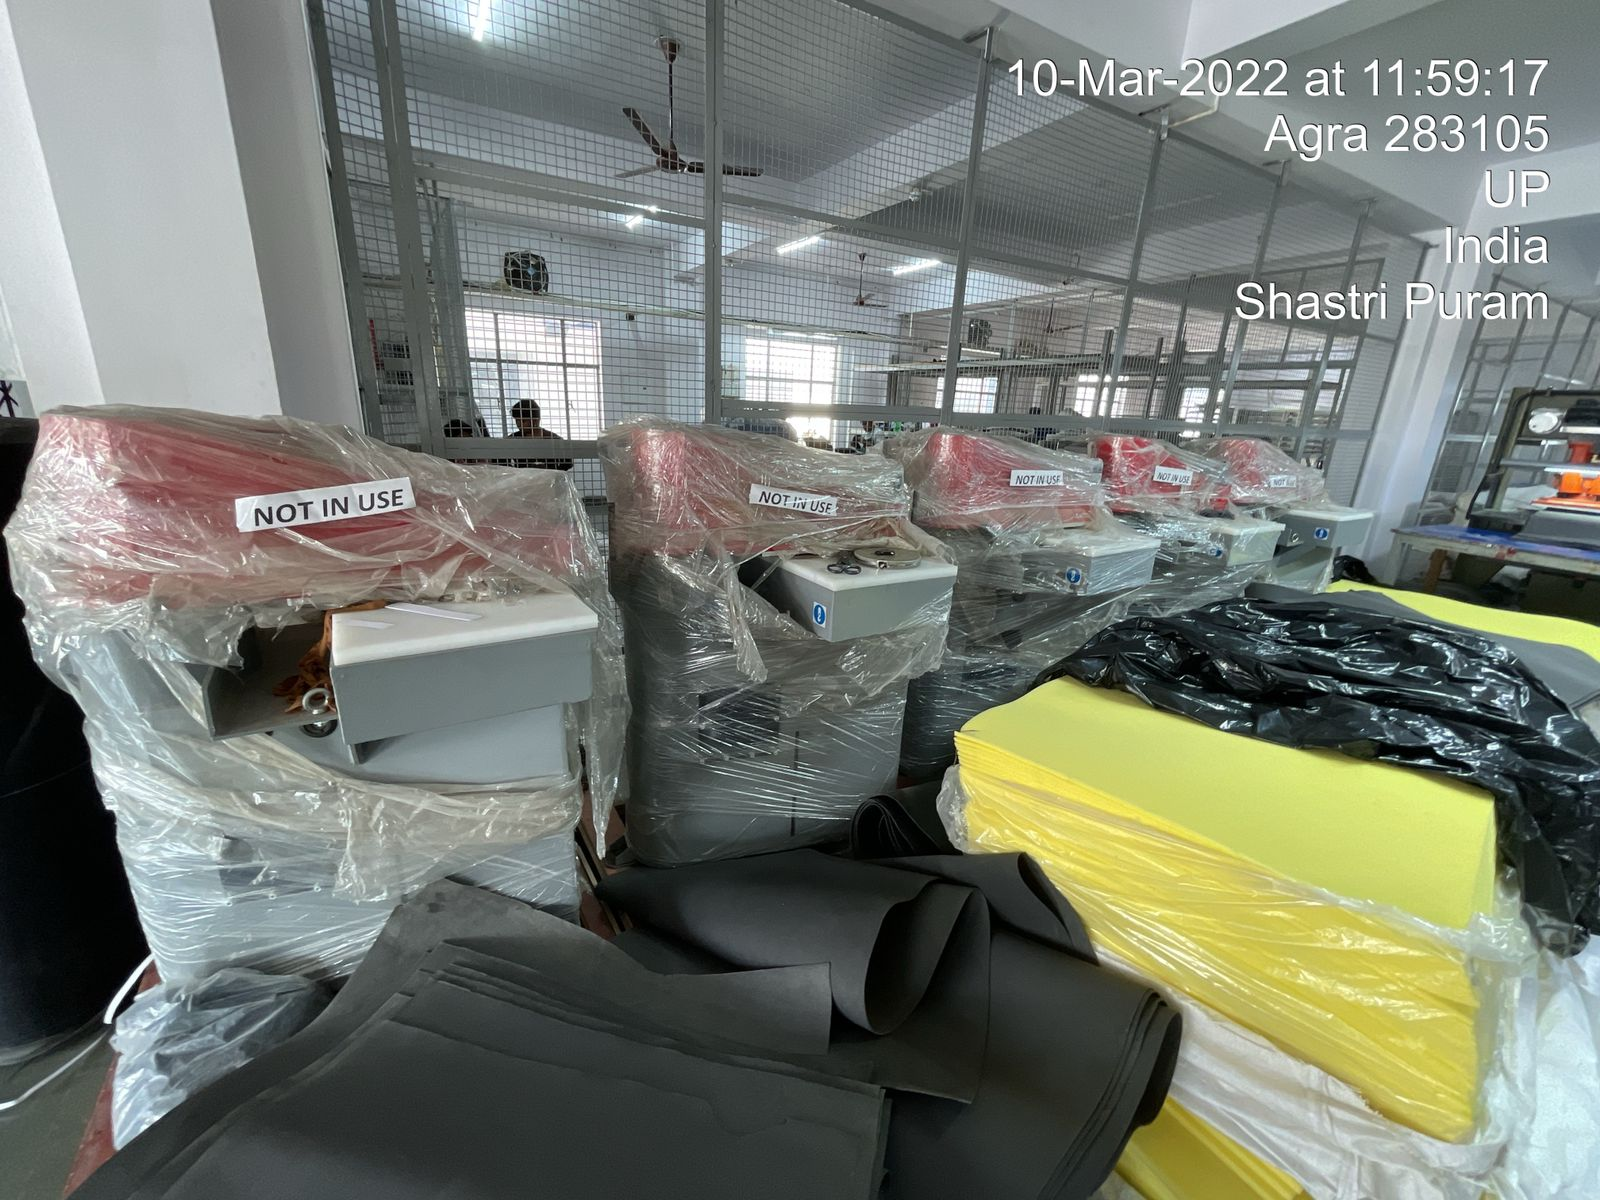 10-Mar-2022 at 11:59:17
Agra 283105
UP
India
Shastri Puram
NOT IN USE
NOT IN USE
NOT IN USE
NOT IN USE
NOT